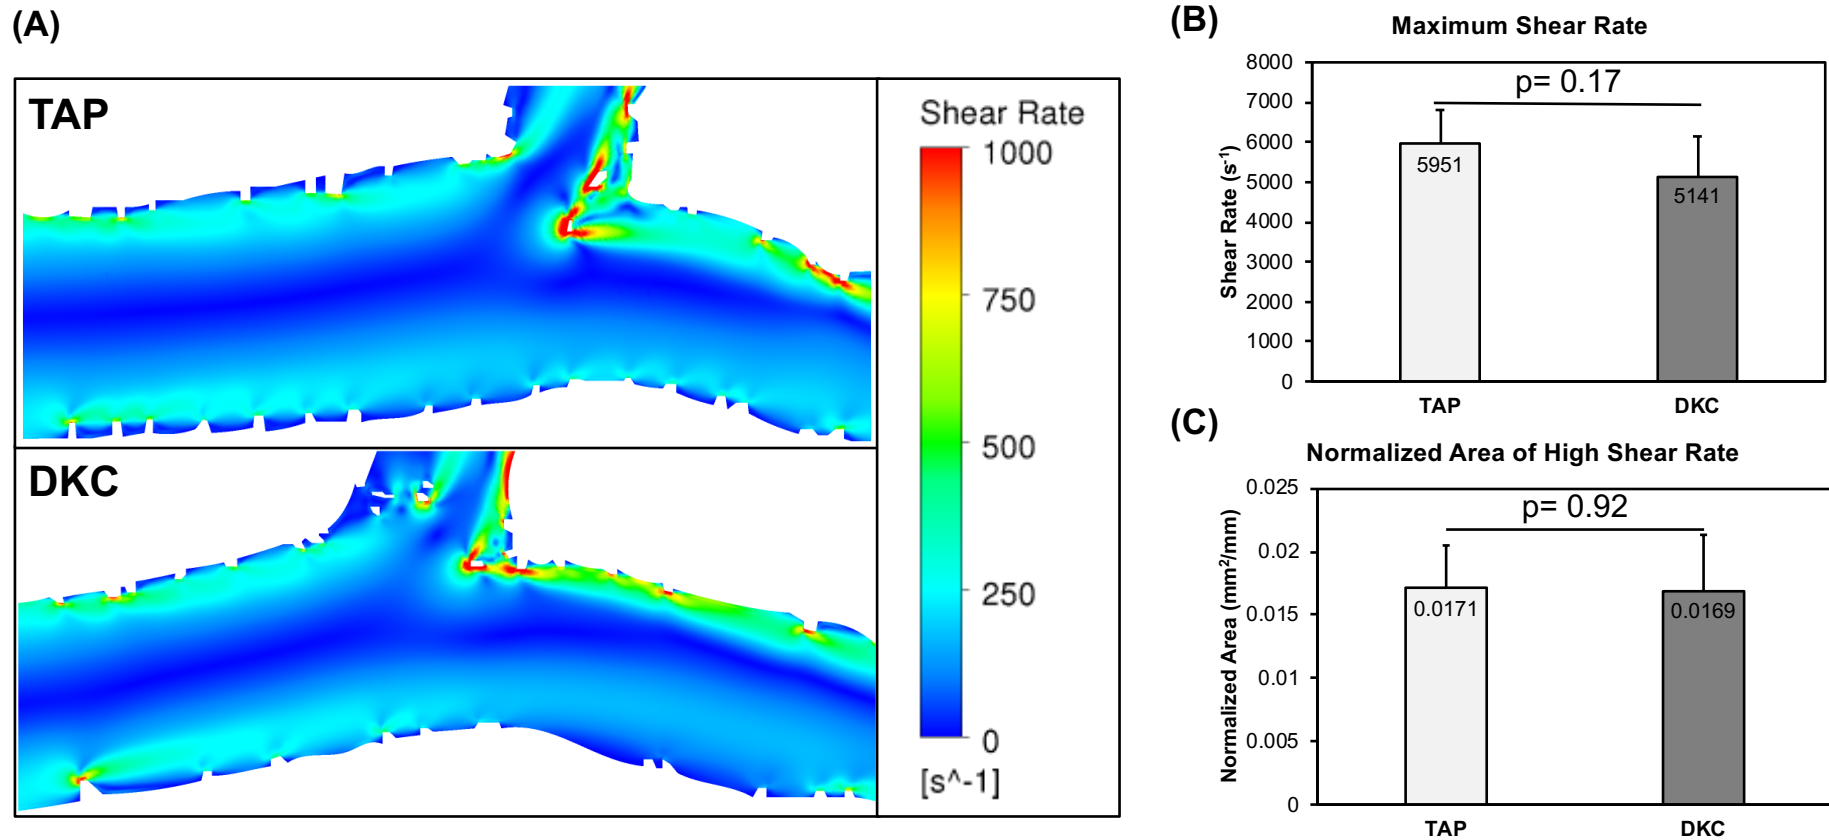 (A)
TAP
DKC
Shear Rate
1000
750
500
250
0
[s^-1]
(B)
Maximum Shear Rate
Shear Rate (s⁻¹)
8000
7000
6000
5000
4000
3000
2000
1000
0
p= 0.17
5951
5141
TAP
DKC
(C)
Normalized Area of High Shear Rate
Normalized Area (mm²/mm)
0.025
0.02
0.015
0.01
0.005
0
p= 0.92
0.0171
0.0169
TAP
DKC